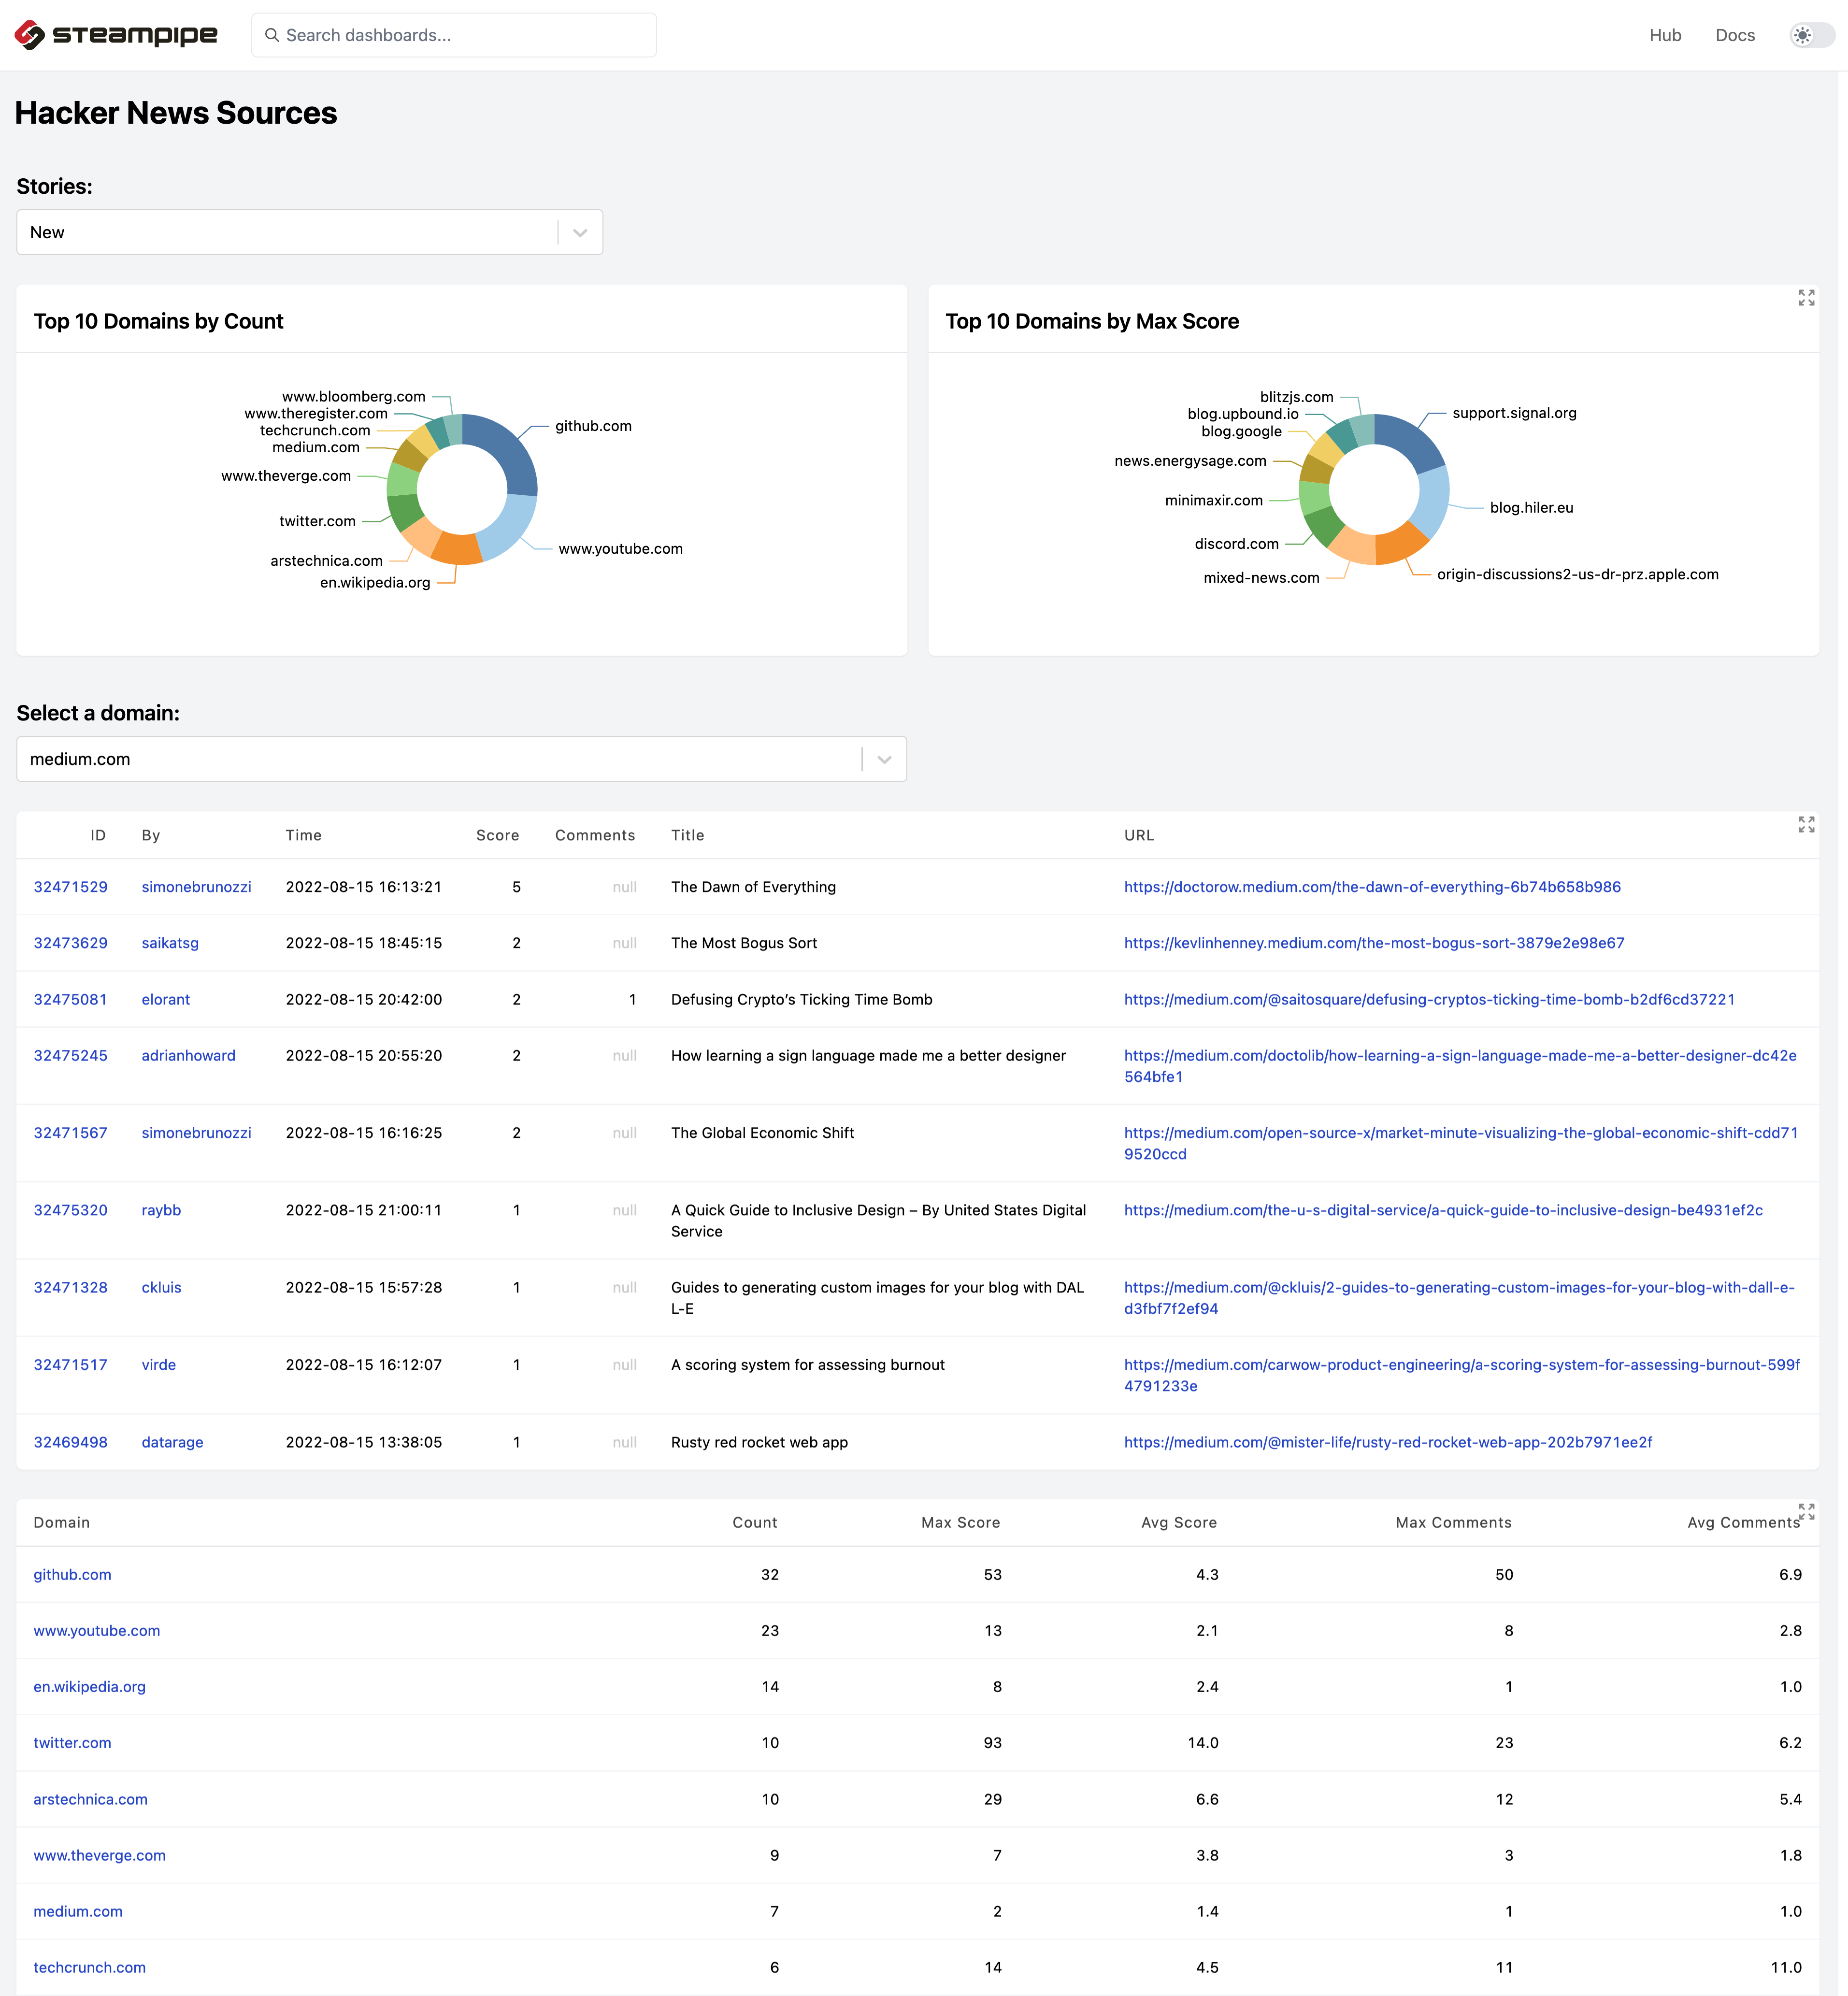 steampipe
Search dashboards...
Hub
Docs
Hacker News Sources
Stories:
New
Top 10 Domains by Count
www.bloomberg.com
www.theregister.com
techcrunch.com
medium.com
www.theverge.com
twitter.com
arstechnica.com
en.wikipedia.org
github.com
www.youtube.com
Top 10 Domains by Max Score
blitzjs.com
blog.upbound.io
blog.google
news.energysage.com
minimaxir.com
discord.com
mixed-news.com
support.signal.org
blog.hiler.eu
origin-discussions2-us-dr-prz.apple.com
Select a domain:
medium.com
ID By Time Score Comments Title URL
32471529 simonebrunozzi 2022-08-15 16:13:21 5 null The Dawn of Everything https://doctorow.medium.com/the-dawn-of-everything-6b74b658b986
32473629 saikatsg 2022-08-15 18:45:15 2 null The Most Bogus Sort https://kevlinhenney.medium.com/the-most-bogus-sort-3879e2e98e67
32475081 elorant 2022-08-15 20:42:00 2 1 Defusing Crypto’s Ticking Time Bomb https://medium.com/@saitosquare/defusing-cryptos-ticking-time-bomb-b2df6cd37221
32475245 adrianhoward 2022-08-15 20:55:20 2 null How learning a sign language made me a better designer https://medium.com/doctolib/how-learning-a-sign-language-made-me-a-better-designer-dc42e
564bfe1
32471567 simonebrunozzi 2022-08-15 16:16:25 2 null The Global Economic Shift https://medium.com/open-source-x/market-minute-visualizing-the-global-economic-shift-cdd71
9520ccd
32475320 raybb 2022-08-15 21:00:11 1 null A Quick Guide to Inclusive Design – By United States Digital https://medium.com/the-u-s-digital-service/a-quick-guide-to-inclusive-design-be4931ef2c
Service
32471328 ckluis 2022-08-15 15:57:28 1 null Guides to generating custom images for your blog with DAL https://medium.com/@ckluis/2-guides-to-generating-custom-images-for-your-blog-with-dall-e-
L-E d3fbf7f2ef94
32471517 virde 2022-08-15 16:12:07 1 null A scoring system for assessing burnout https://medium.com/carwow-product-engineering/a-scoring-system-for-assessing-burnout-599f
4791233e
32469498 datarage 2022-08-15 13:38:05 1 null Rusty red rocket web app https://medium.com/@mister-life/rusty-red-rocket-web-app-202b7971ee2f
Domain Count Max Score Avg Score Max Comments Avg Comments
github.com 32 53 4.3 50 6.9
www.youtube.com 23 13 2.1 8 2.8
en.wikipedia.org 14 8 2.4 1 1.0
twitter.com 10 93 14.0 23 6.2
arstechnica.com 10 29 6.6 12 5.4
www.theverge.com 9 7 3.8 3 1.8
medium.com 7 2 1.4 1 1.0
techcrunch.com 6 14 4.5 11 11.0